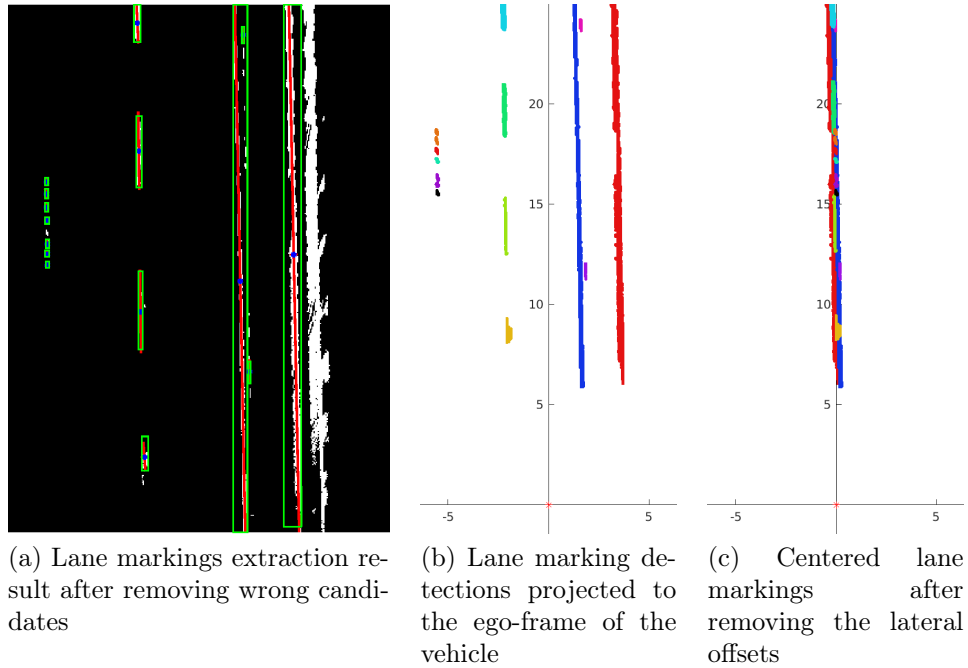 20
15
10
5
-5
0
5
20
15
10
5
-5
0
5
(a) Lane markings extraction re-
sult after removing wrong candi-
dates
(b) Lane marking de-
tections projected to
the ego-frame of the
vehicle
(c) Centered lane
markings after
removing the lateral
offsets